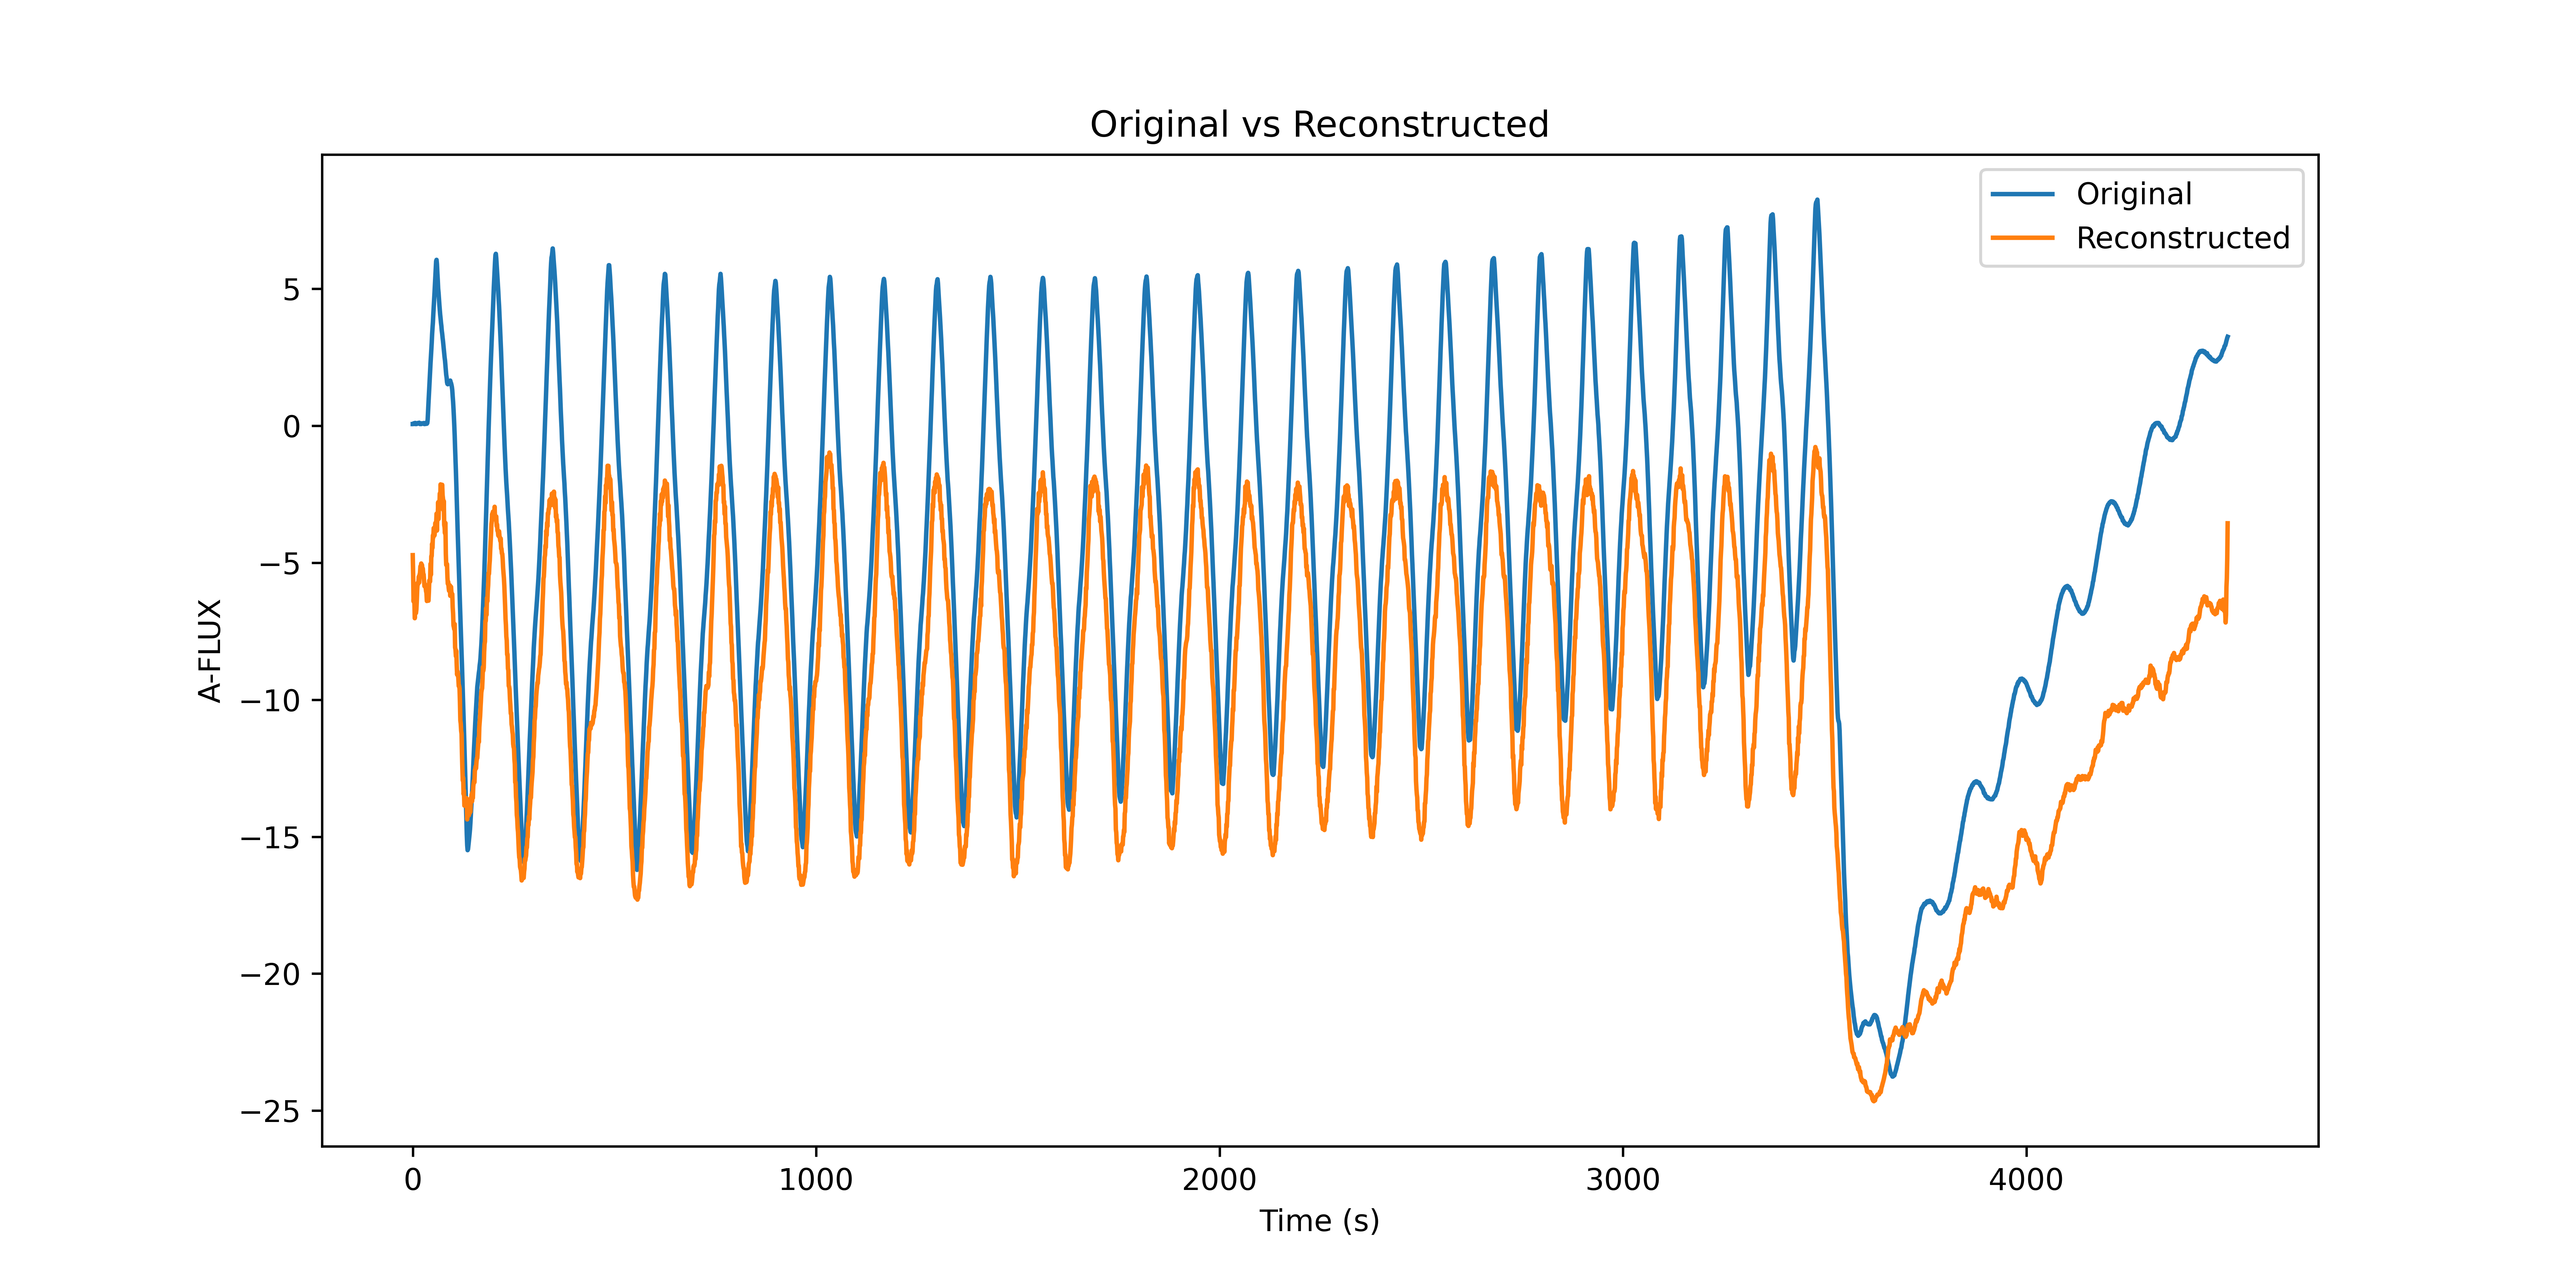 Original vs Reconstructed
Original
Reconstructed
A-FLUX
5
0
−5
−10
−15
−20
−25
0 1000 2000 3000 4000
Time (s)